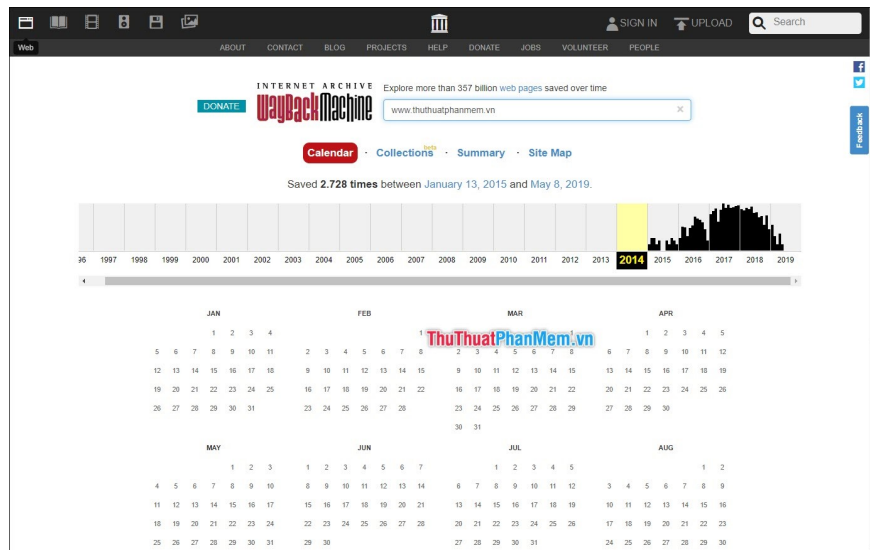 SIGN IN UPLOAD Search
Web
ABOUT CONTACT BLOG PROJECTS HELP DONATE JOBS VOLUNTEER PEOPLE
INTERNET ARCHIVE
WayBackMachine
DONATE
Explore more than 357 billion web pages saved over time
www.thuthuatphanmem.vn ×
Feedback
Calendar · Collections beta · Summary · Site Map
Saved 2.728 times between January 13, 2015 and May 8, 2019.
96 1997 1998 1999 2000 2001 2002 2003 2004 2005 2006 2007 2008 2009 2010 2011 2012 2013 2014 2015 2016 2017 2018 2019
JAN FEB MAR APR
ThuThuatPhanMem.vn
1 2 3 4 1 1 1 2 3 4 5
5 6 7 8 9 10 11 2 3 4 5 6 7 8 2 3 4 5 6 7 8 6 7 8 9 10 11 12
12 13 14 15 16 17 18 9 10 11 12 13 14 15 9 10 11 12 13 14 15 13 14 15 16 17 18 19
19 20 21 22 23 24 25 16 17 18 19 20 21 22 16 17 18 19 20 21 22 20 21 22 23 24 25 26
26 27 28 29 30 31 23 24 25 26 27 28 23 24 25 26 27 28 29 27 28 29 30
30 31
MAY JUN JUL AUG
1 2 3 1 2 3 4 5 6 7 1 2 3 4 5 1 2
4 5 6 7 8 9 10 8 9 10 11 12 13 14 6 7 8 9 10 11 12 3 4 5 6 7 8 9
11 12 13 14 15 16 17 15 16 17 18 19 20 21 13 14 15 16 17 18 19 10 11 12 13 14 15 16
18 19 20 21 22 23 24 22 23 24 25 26 27 28 20 21 22 23 24 25 26 17 18 19 20 21 22 23
25 26 27 28 29 30 31 29 30 27 28 29 30 31 24 25 26 27 28 29 30